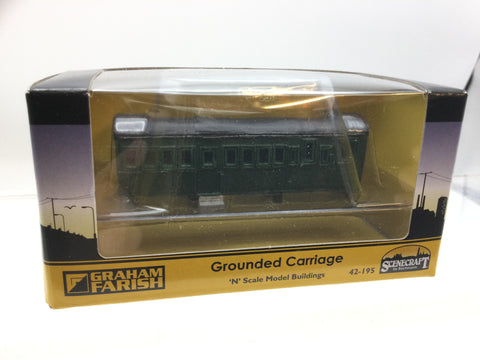 GRAHAM
FARISH
Grounded Carriage
'N' Scale Model Buildings
42-195
SCENECRAFT